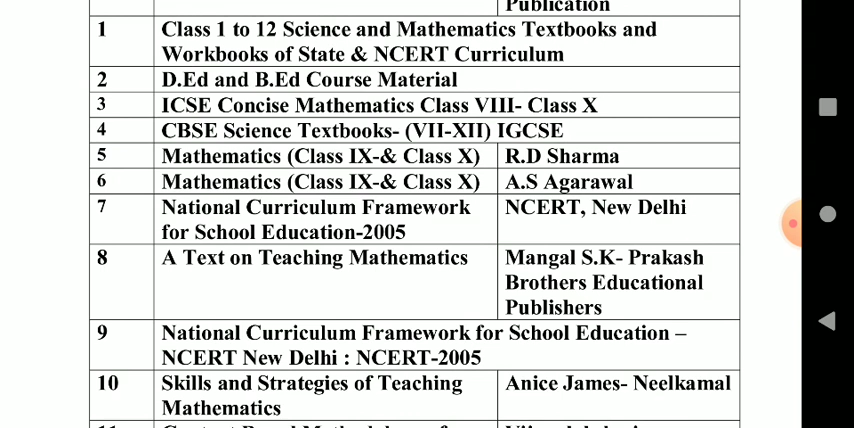 Publication
1 Class 1 to 12 Science and Mathematics Textbooks and
Workbooks of State & NCERT Curriculum
2 D.Ed and B.Ed Course Material
3 ICSE Concise Mathematics Class VIII- Class X
4 CBSE Science Textbooks- (VII-XII) IGCSE
5 Mathematics (Class IX-& Class X) R.D Sharma
6 Mathematics (Class IX-& Class X) A.S Agarawal
7 National Curriculum Framework NCERT, New Delhi
for School Education-2005
8 A Text on Teaching Mathematics Mangal S.K- Prakash
Brothers Educational
Publishers
9 National Curriculum Framework for School Education –
NCERT New Delhi : NCERT-2005
10 Skills and Strategies of Teaching Anice James- Neelkamal
Mathematics